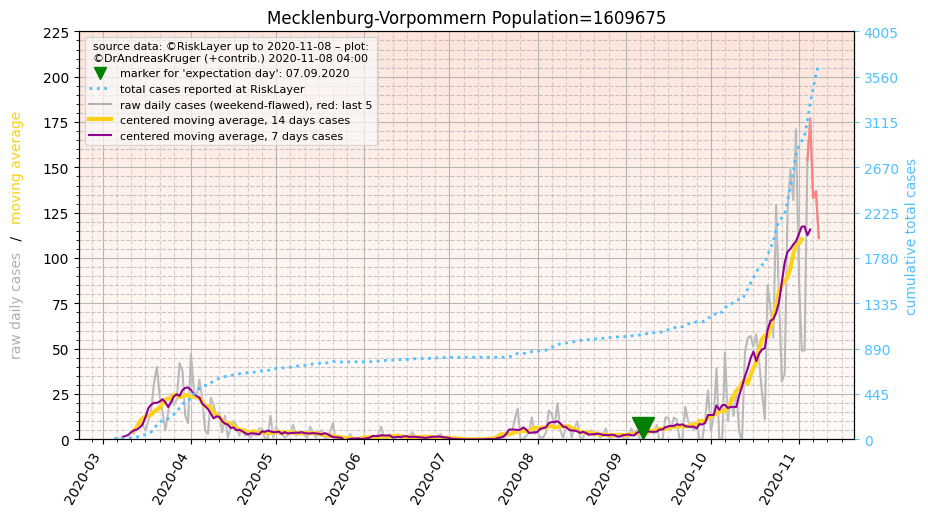 Mecklenburg-Vorpommern Population=1609675
source data: ©RiskLayer up to 2020-11-08 – plot:
©DrAndreasKruger (+contrib.) 2020-11-08 04:00
marker for 'expectation day': 07.09.2020
total cases reported at RiskLayer
raw daily cases (weekend-flawed), red: last 5
centered moving average, 14 days cases
centered moving average, 7 days cases
raw daily cases / moving average
225
200
175
150
125
100
75
50
25
0
4005
3560
3115
2670
2225
1780
1335
890
445
0
cumulative total cases
2020-03
2020-04
2020-05
2020-06
2020-07
2020-08
2020-09
2020-10
2020-11